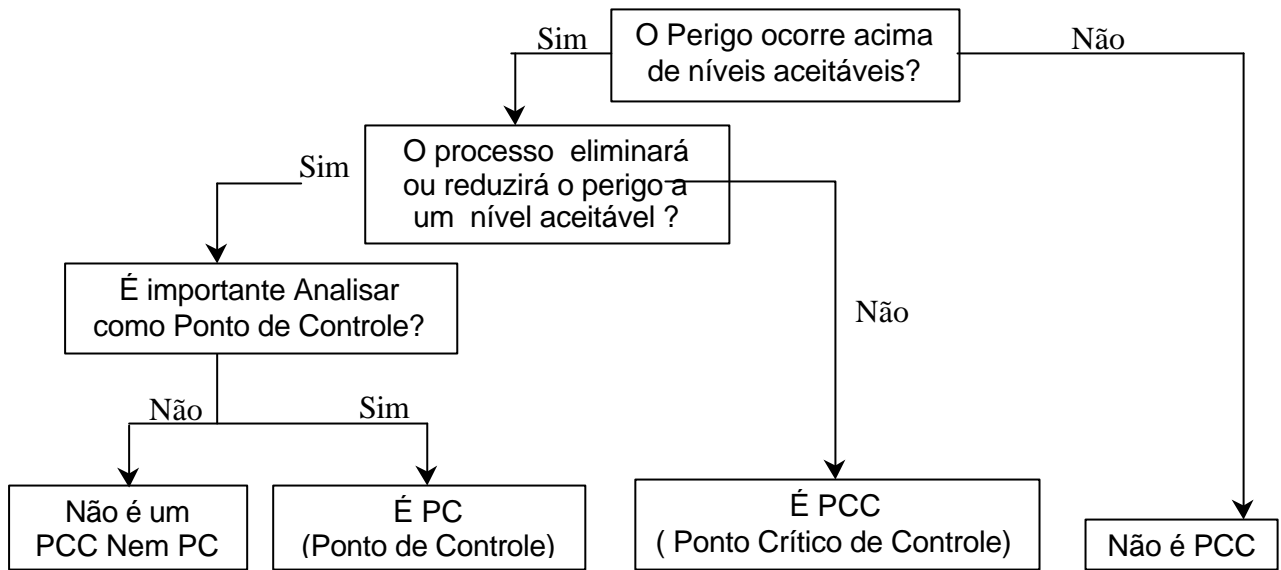 Sim
O Perigo ocorre acima
de níveis aceitáveis?
Não
Sim
O processo eliminará
ou reduzirá o perigo a
um nível aceitável ?
É importante Analisar
como Ponto de Controle?
Não
Não
Sim
Não é um
PCC Nem PC
É PC
(Ponto de Controle)
É PCC
( Ponto Crítico de Controle)
Não é PCC